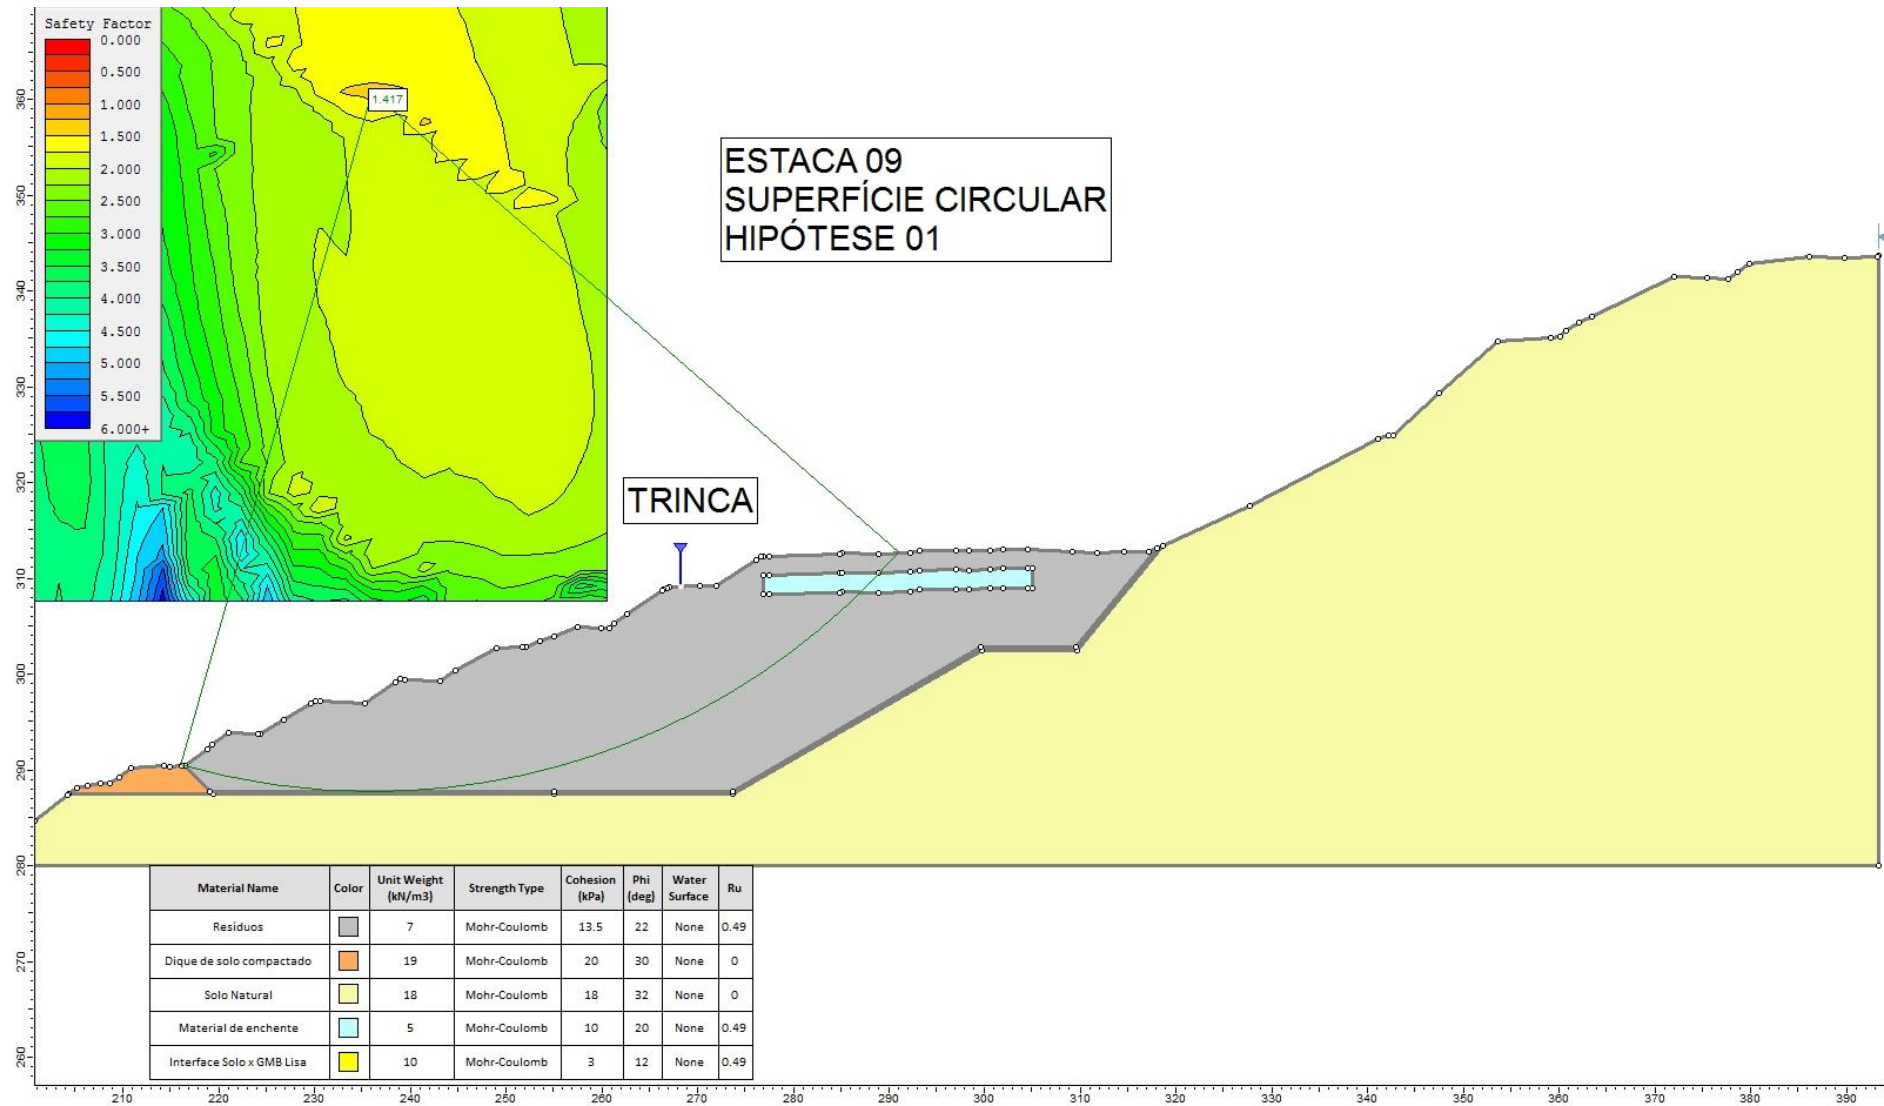 Safety Factor
0.000
0.500
1.000
1.500
2.000
2.500
3.000
3.500
4.000
4.500
5.000
5.500
6.000+
1.417
ESTACA 09
SUPERFÍCIE CIRCULAR
HIPÓTESE 01
TRINCA
360
350
340
330
320
310
300
290
280
270
260
Material Name Color Unit Weight (kN/m3) Strength Type Cohesion (kPa) Phi (deg) Water Surface Ru
Resíduos 7 Mohr-Coulomb 13.5 22 None 0.49
Dique de solo compactado 19 Mohr-Coulomb 20 30 None 0
Solo Natural 18 Mohr-Coulomb 18 32 None 0
Material de enchente 5 Mohr-Coulomb 10 20 None 0.49
Interface Solo x GMB Lisa 10 Mohr-Coulomb 3 12 None 0.49
210 220 230 240 250 260 270 280 290 300 310 320 330 340 350 360 370 380 390